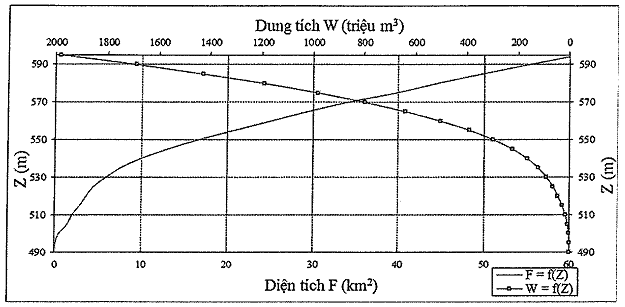 Dung tích W (triệu m³)
2000 1800 1600 1400 1200 1000 800 600 400 200 0
590 590
570 570
550 550
530 530
510 510
490 490
Z (m)
Z (m)
0 10 20 30 40 50 60
Diện tích F (km²)
F = f(Z)
W = f(Z)